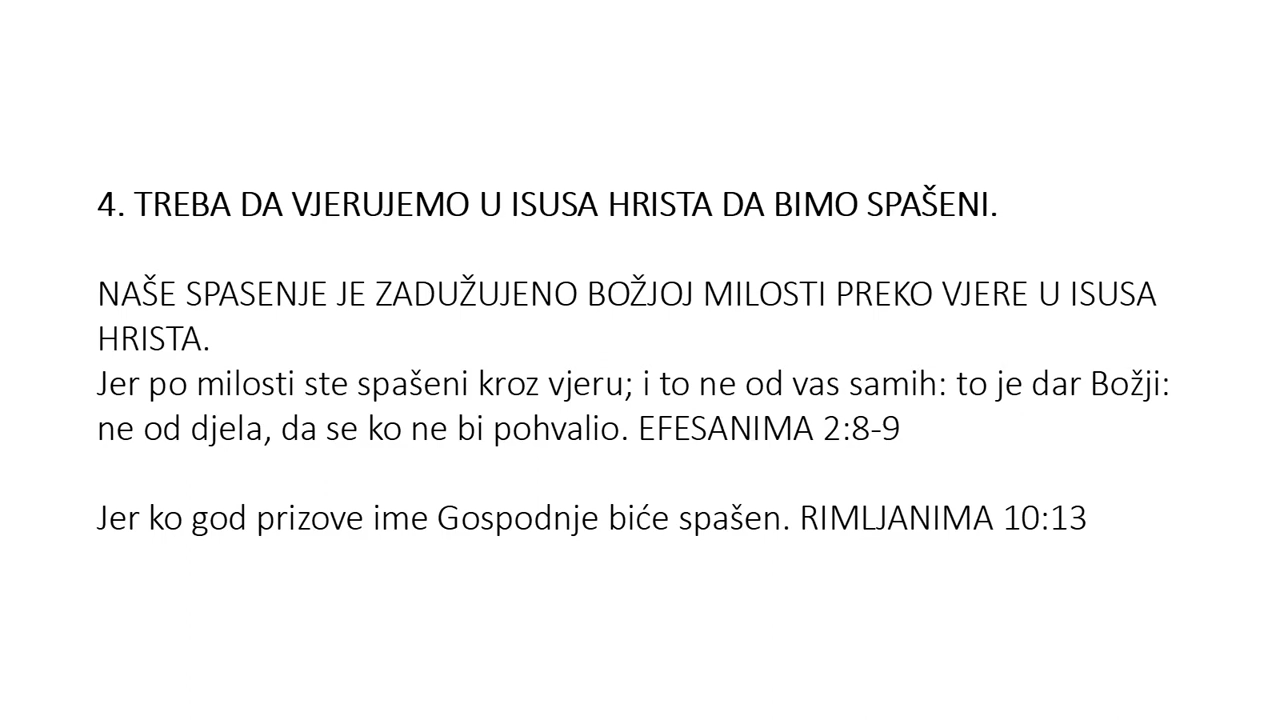 4. TREBA DA VJERUJEMO U ISUSA HRISTA DA BIMO SPAŠENI.
NAŠE SPASENJE JE ZADUŽUJENO BOŽJOJ MILOSTI PREKO VJERE U ISUSA
HRISTA.
Jer po milosti ste spašeni kroz vjeru; i to ne od vas samih: to je dar Božji:
ne od djela, da se ko ne bi pohvalio. EFESANIMA 2:8-9
Jer ko god prizove ime Gospodnje biće spašen. RIMLJANIMA 10:13